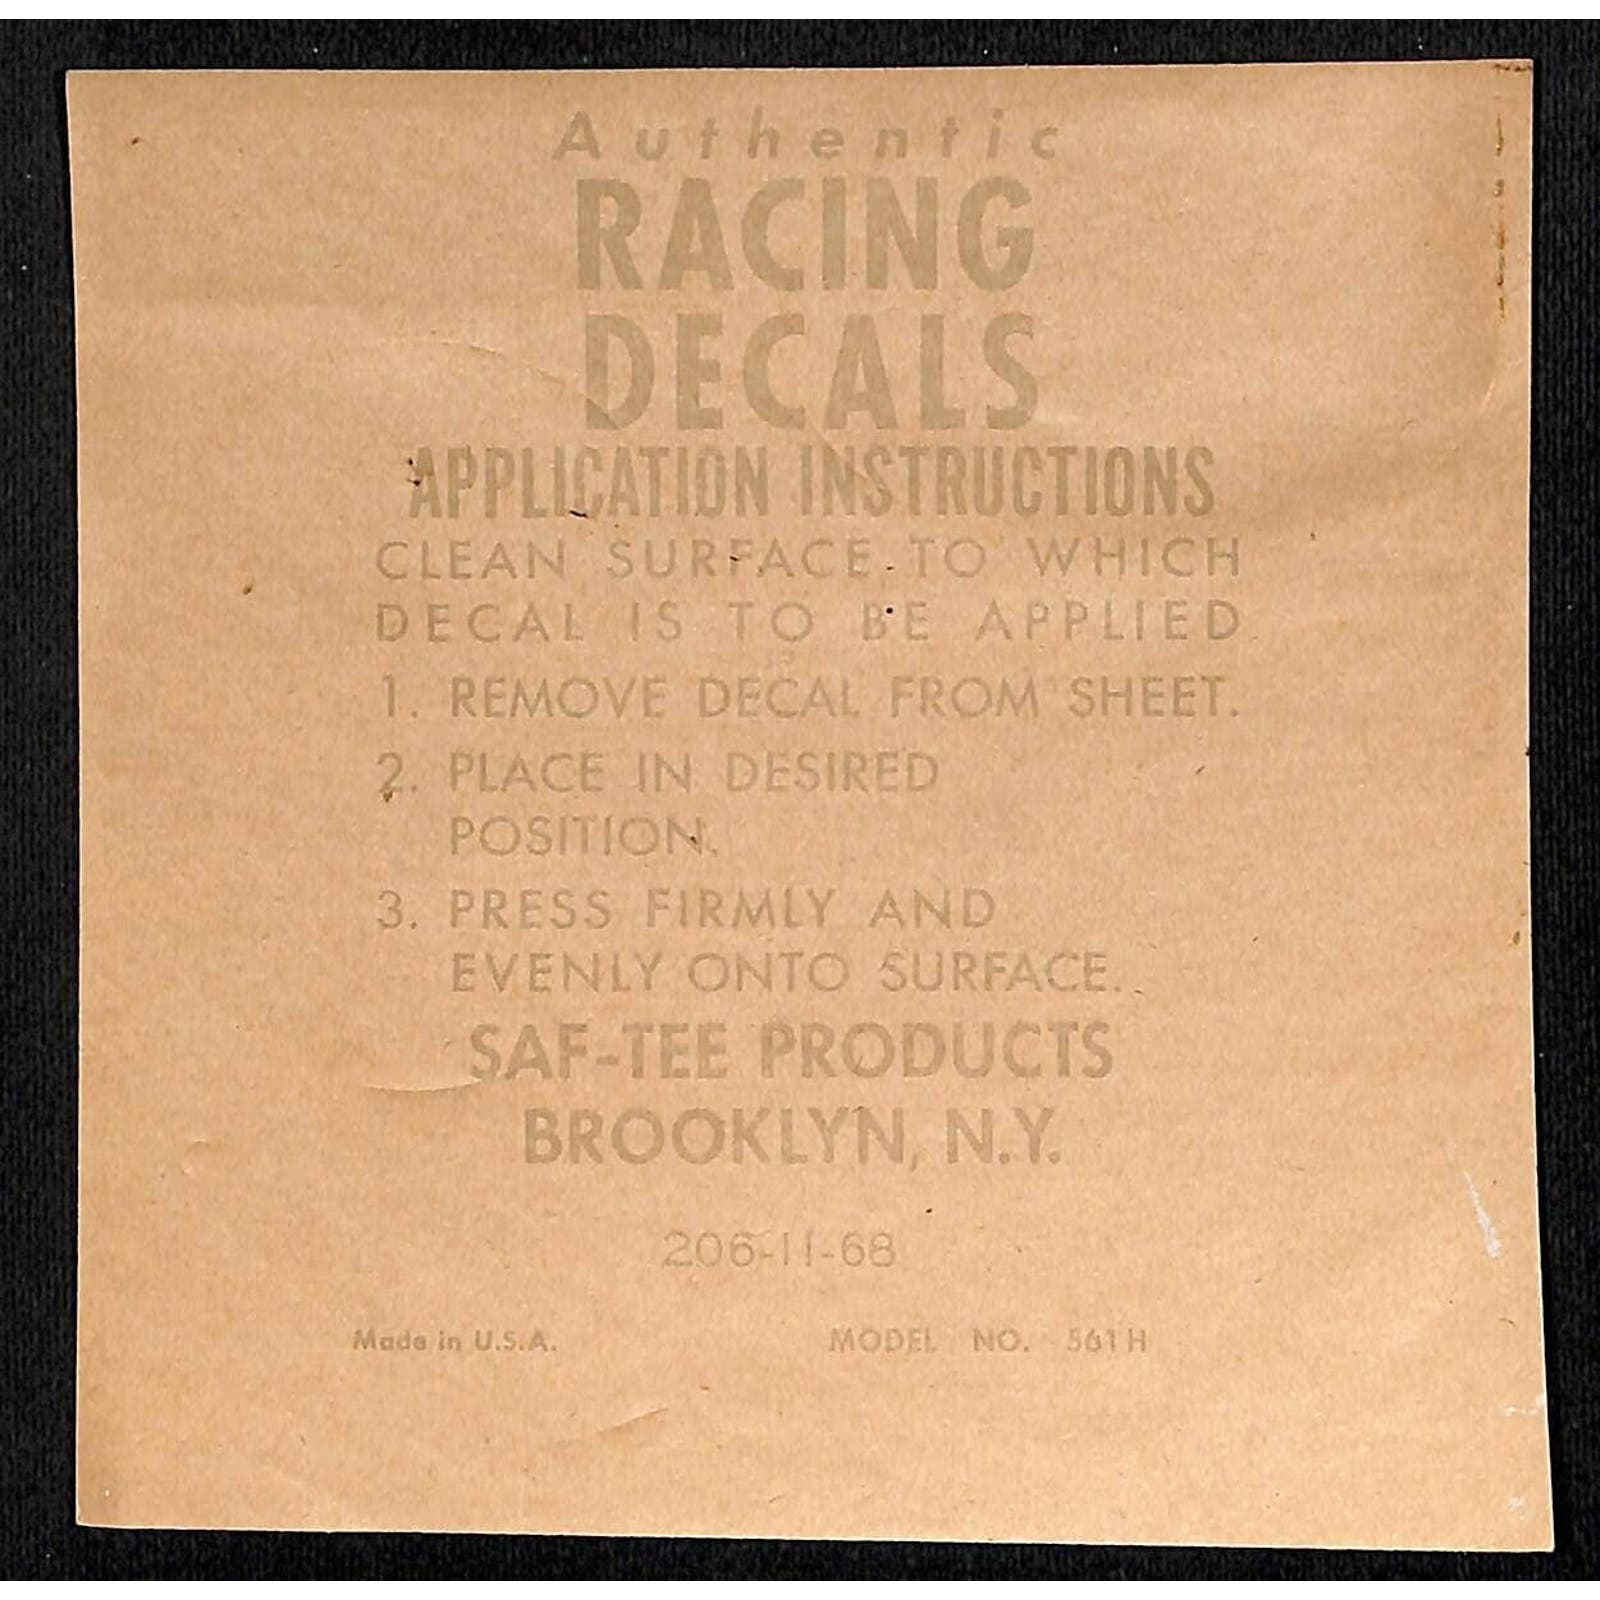 Authentic
RACING
DECALS
APPLICATION INSTRUCTIONS
CLEAN SURFACE TO WHICH
DECAL IS TO BE APPLIED.
1. REMOVE DECAL FROM SHEET.
2. PLACE IN DESIRED
POSITION.
3. PRESS FIRMLY AND
EVENLY ONTO SURFACE.
SAF-TEE PRODUCTS
BROOKLYN, N.Y.
206-11-68
Made in U.S.A. MODEL NO. 561H